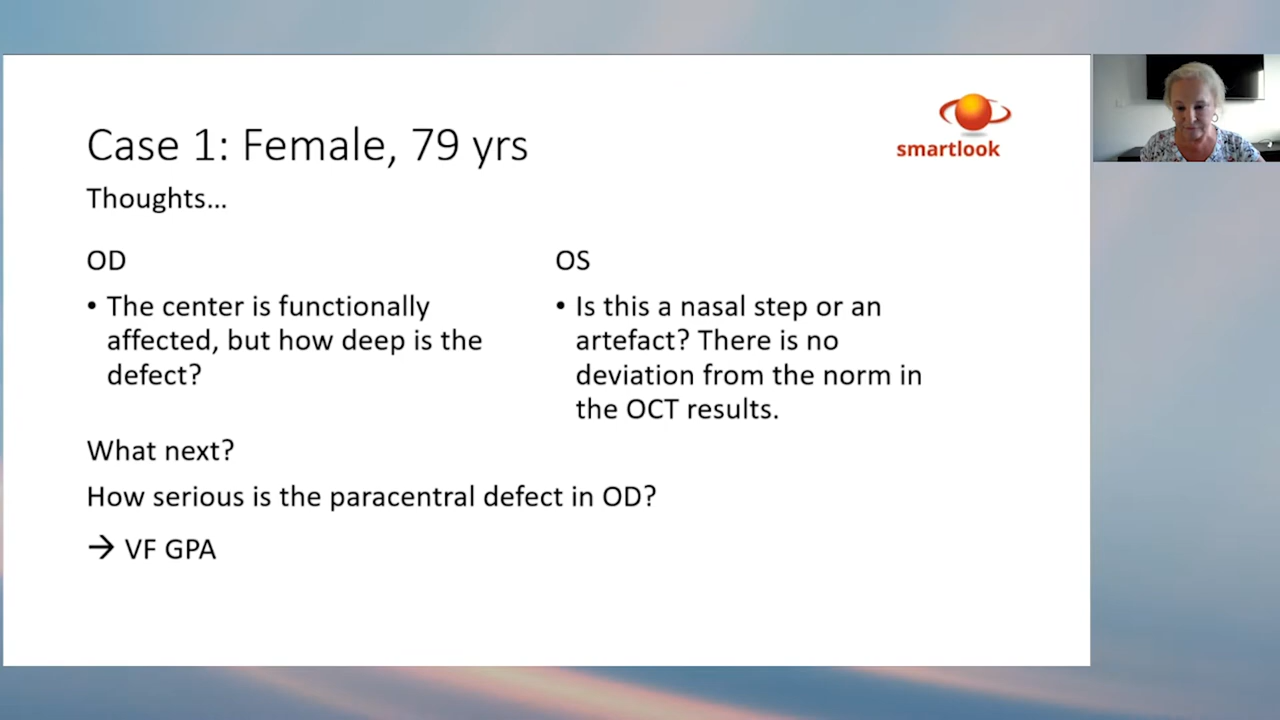 Case 1: Female, 79 yrs
smartlook
Thoughts...
OD
• The center is functionally
affected, but how deep is the
defect?
OS
• Is this a nasal step or an
artefact? There is no
deviation from the norm in
the OCT results.
What next?
How serious is the paracentral defect in OD?
→ VF GPA